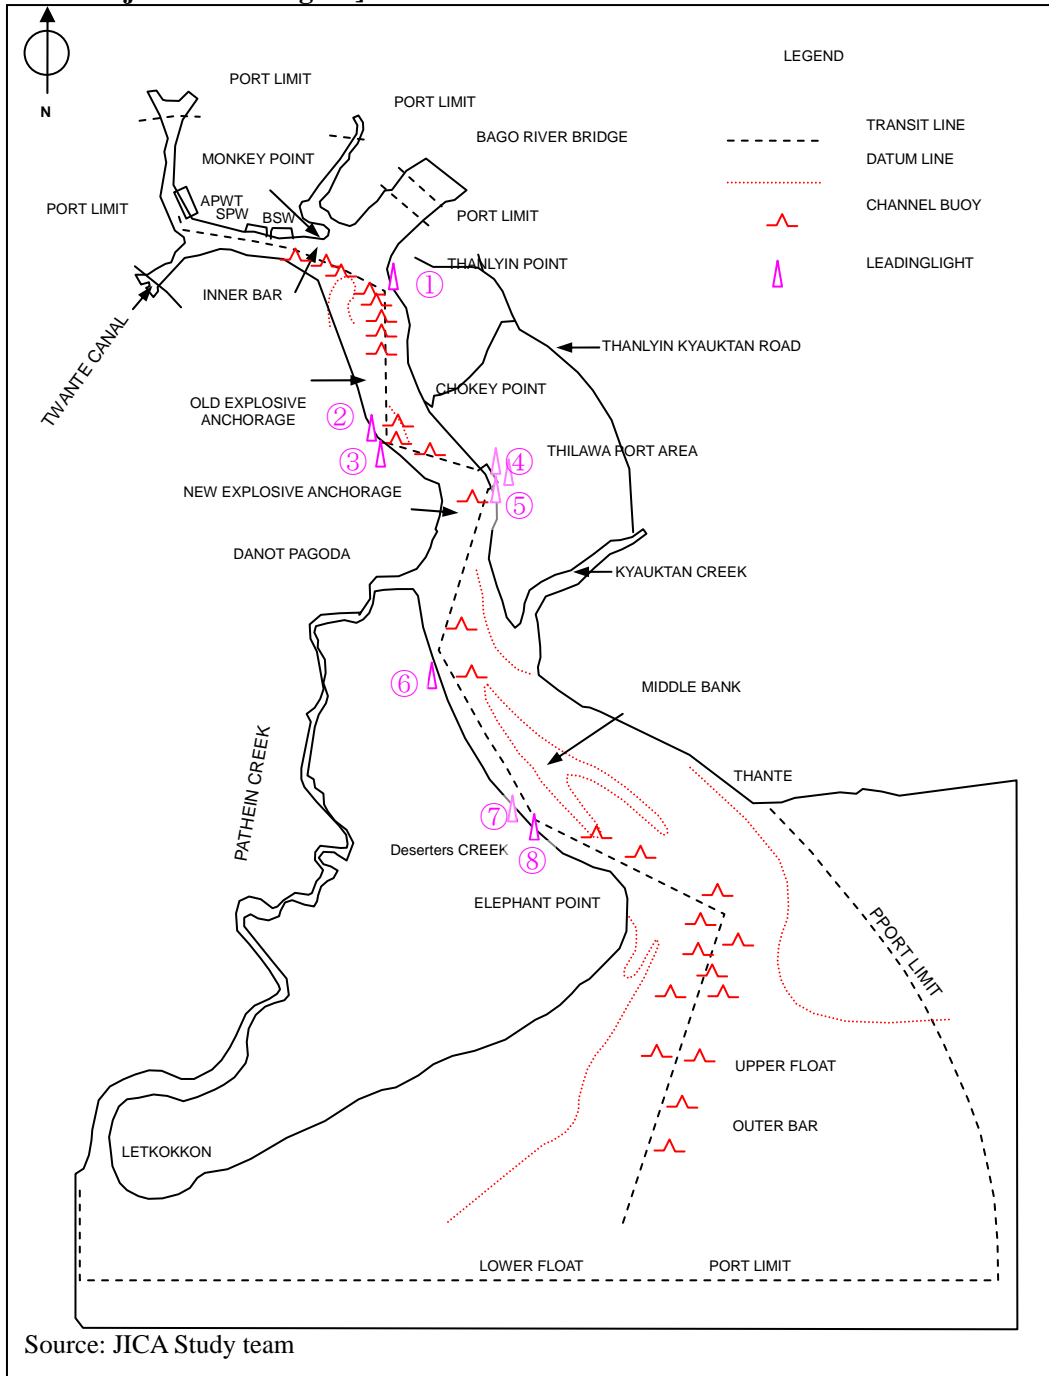 LEGEND
PORT LIMIT
PORT LIMIT
N
TRANSIT LINE
BAGO RIVER BRIDGE
MONKEY POINT
DATUM LINE
APWT
SPW
BSW
PORT LIMIT
PORT LIMIT
CHANNEL BUOY
THANLYIN POINT
LEADINGLIGHT
①
INNER BAR
TWANTE CANAL
THANLYIN KYAUKTAN ROAD
CHOKEY POINT
OLD EXPLOSIVE
ANCHORAGE
②
③
THILAWA PORT AREA
④
NEW EXPLOSIVE ANCHORAGE
⑤
DANOT PAGODA
KYAUKTAN CREEK
⑥
MIDDLE BANK
PATHEIN CREEK
THANTE
⑦
Deserters CREEK
⑧
ELEPHANT POINT
PPORT LIMIT
UPPER FLOAT
OUTER BAR
LETKOKKON
LOWER FLOAT
PORT LIMIT
Source: JICA Study team